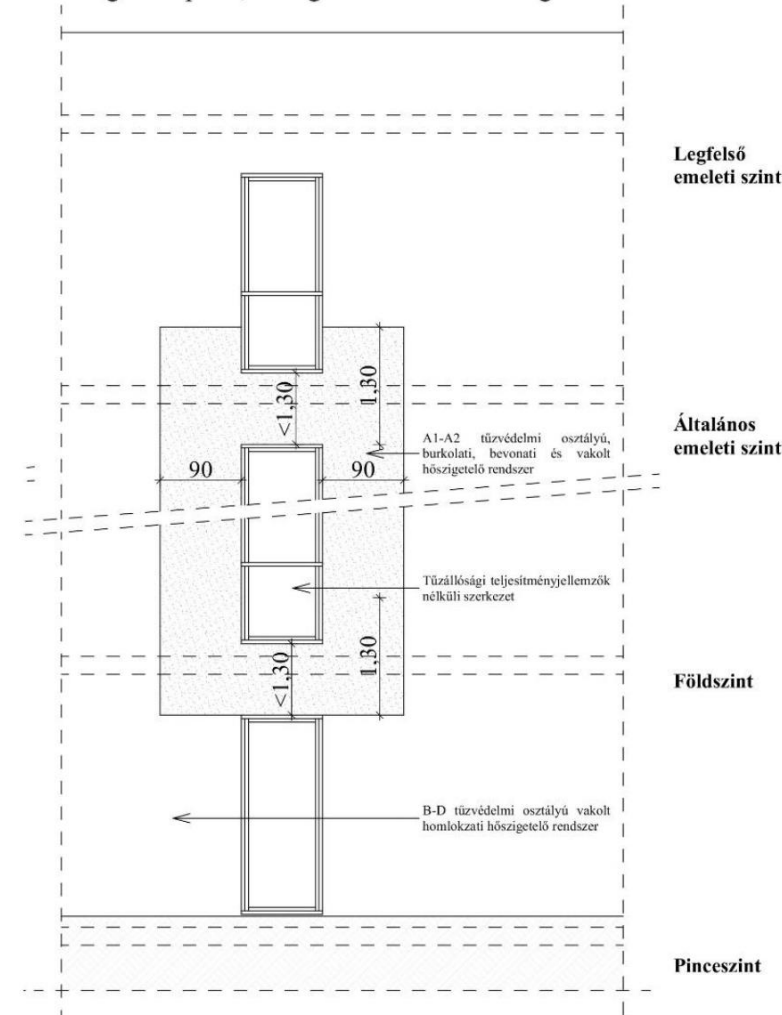 Legfelső
emeleti szint
<1,30
1,30
Általános
emeleti szint
A1-A2 tűzvédelmi osztályú,
burkolati, bevonati és vakolt
hőszigetelő rendszer
90
90
Tűzállósági teljesítményjellemzők
nélküli szerkezet
<1,30
1,30
Földszint
B-D tűzvédelmi osztályú vakolt
homlokzati hőszigetelő rendszer
Pinceszint